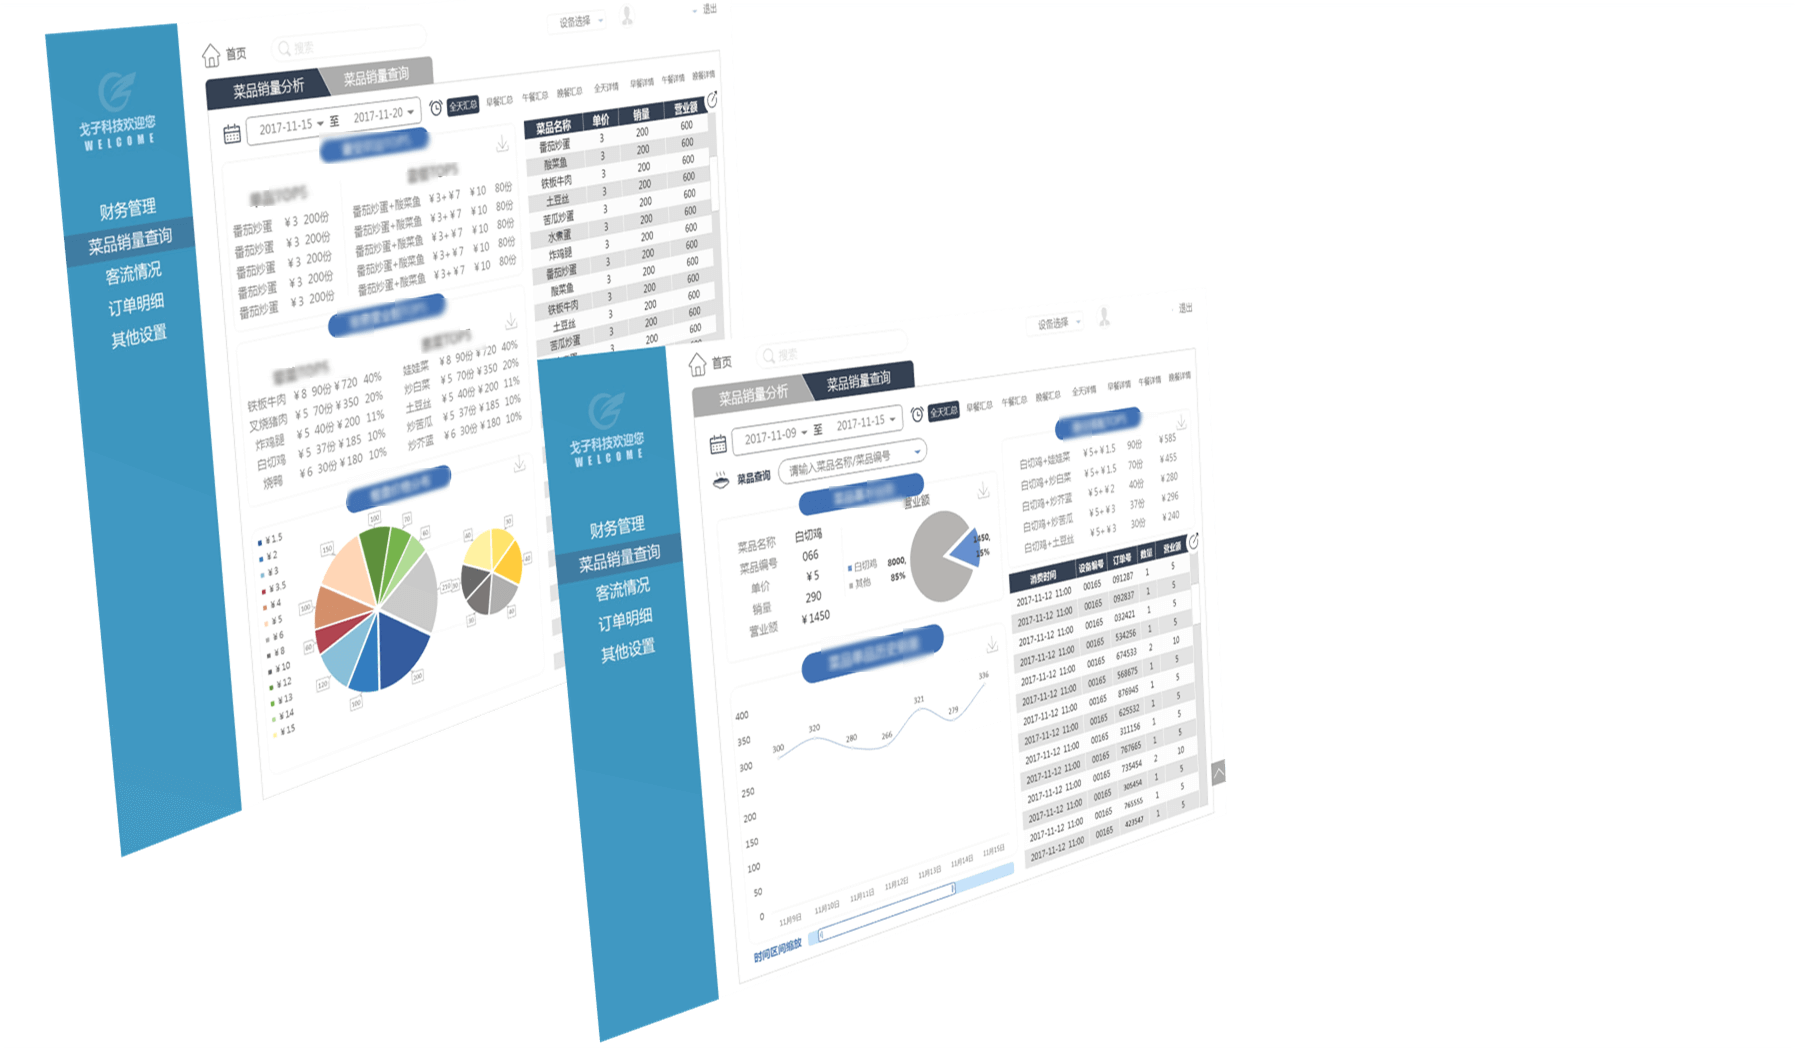 设备选择
退出
首页
搜索
菜品销量分析
菜品销量查询
2017-11-15 至 2017-11-20
全天汇总 早餐汇总 午餐汇总 晚餐汇总 全天详情 早餐详情 午餐详情 晚餐详情
戈子科技欢迎您
WELCOME
财务管理
菜品销量查询
客流情况
订单明细
其他设置
番茄炒蛋 ¥3 200份
番茄炒蛋 ¥3 200份
番茄炒蛋 ¥3 200份
番茄炒蛋 ¥3 200份
番茄炒蛋 ¥3 200份
番茄炒蛋+酸菜鱼 ¥3+¥7 ¥10 80份
番茄炒蛋+酸菜鱼 ¥3+¥7 ¥10 80份
番茄炒蛋+酸菜鱼 ¥3+¥7 ¥10 80份
番茄炒蛋+酸菜鱼 ¥3+¥7 ¥10 80份
番茄炒蛋+酸菜鱼 ¥3+¥7 ¥10 80份
铁板牛肉 ¥8 90份 ¥720 40%
叉烧猪肉 ¥5 70份 ¥350 20%
炸鸡腿 ¥5 40份 ¥200 11%
白切鸡 ¥5 37份 ¥185 10%
烧鸭 ¥6 30份 ¥180 10%
娃娃菜 ¥8 90份 ¥720 40%
炒白菜 ¥5 70份 ¥350 20%
土豆丝 ¥5 40份 ¥200 11%
炒苦瓜 ¥5 37份 ¥185 10%
炒芥蓝 ¥6 30份 ¥180 10%
¥1.5
¥2
¥3
¥3.5
¥4
¥5
¥6
¥8
¥10
¥12
¥13
¥14
¥15
100
70
60
150
100
60
120
100
200
210
菜品名称 单价 销量 营业额
番茄炒蛋 3 200 600
酸菜鱼 3 200 600
铁板牛肉 3 200 600
土豆丝 3 200 600
苦瓜炒蛋 3 200 600
水煮蛋 3 200 600
炸鸡腿 3 200 600
番茄炒蛋 3 200 600
酸菜鱼 3 200 600
铁板牛肉 3 200 600
土豆丝 3 200 600
苦瓜炒蛋 3 200 600
设备选择
退出
首页
搜索
菜品销量分析
菜品销量查询
2017-11-09 至 2017-11-15
全天汇总 早餐汇总 午餐汇总 晚餐汇总 全天详情 早餐详情 午餐详情 晚餐详情
菜品查询
请输入菜品名称/菜品编号
戈子科技欢迎您
WELCOME
财务管理
菜品销量查询
客流情况
订单明细
其他设置
菜品名称 白切鸡
菜品编号 066
单价 ¥5
销量 290
营业额 ¥1450
营业额
白切鸡
其他
8000,
85%
1450,
15%
白切鸡+娃娃菜 ¥5+¥1.5 90份 ¥585
白切鸡+炒白菜 ¥5+¥1.5 70份 ¥455
白切鸡+炒芥蓝 ¥5+¥2 40份 ¥280
白切鸡+炒苦瓜 ¥5+¥3 37份 ¥296
白切鸡+土豆丝 ¥5+¥3 30份 ¥240
消费时间 设备编号 订单号 数量 营业额
2017-11-12 11:00 00165 091287 1 5
2017-11-12 11:00 00165 092837 1 5
2017-11-12 11:00 00165 032421 1 5
2017-11-12 11:00 00165 534256 1 5
2017-11-12 11:00 00165 674533 2 10
2017-11-12 11:00 00165 568675 1 5
2017-11-12 11:00 00165 876945 1 5
2017-11-12 11:00 00165 625532 1 5
2017-11-12 11:00 00165 311156 1 5
2017-11-12 11:00 00165 767665 1 5
2017-11-12 11:00 00165 735454 2 10
2017-11-12 11:00 00165 305454 1 5
2017-11-12 11:00 00165 765555 1 5
2017-11-12 11:00 00165 423547 1 5
400
350
300
250
200
150
100
50
0
300
320
280
266
321
279
336
11月9日 11月10日 11月11日 11月12日 11月13日 11月14日 11月15日
时间区间缩放